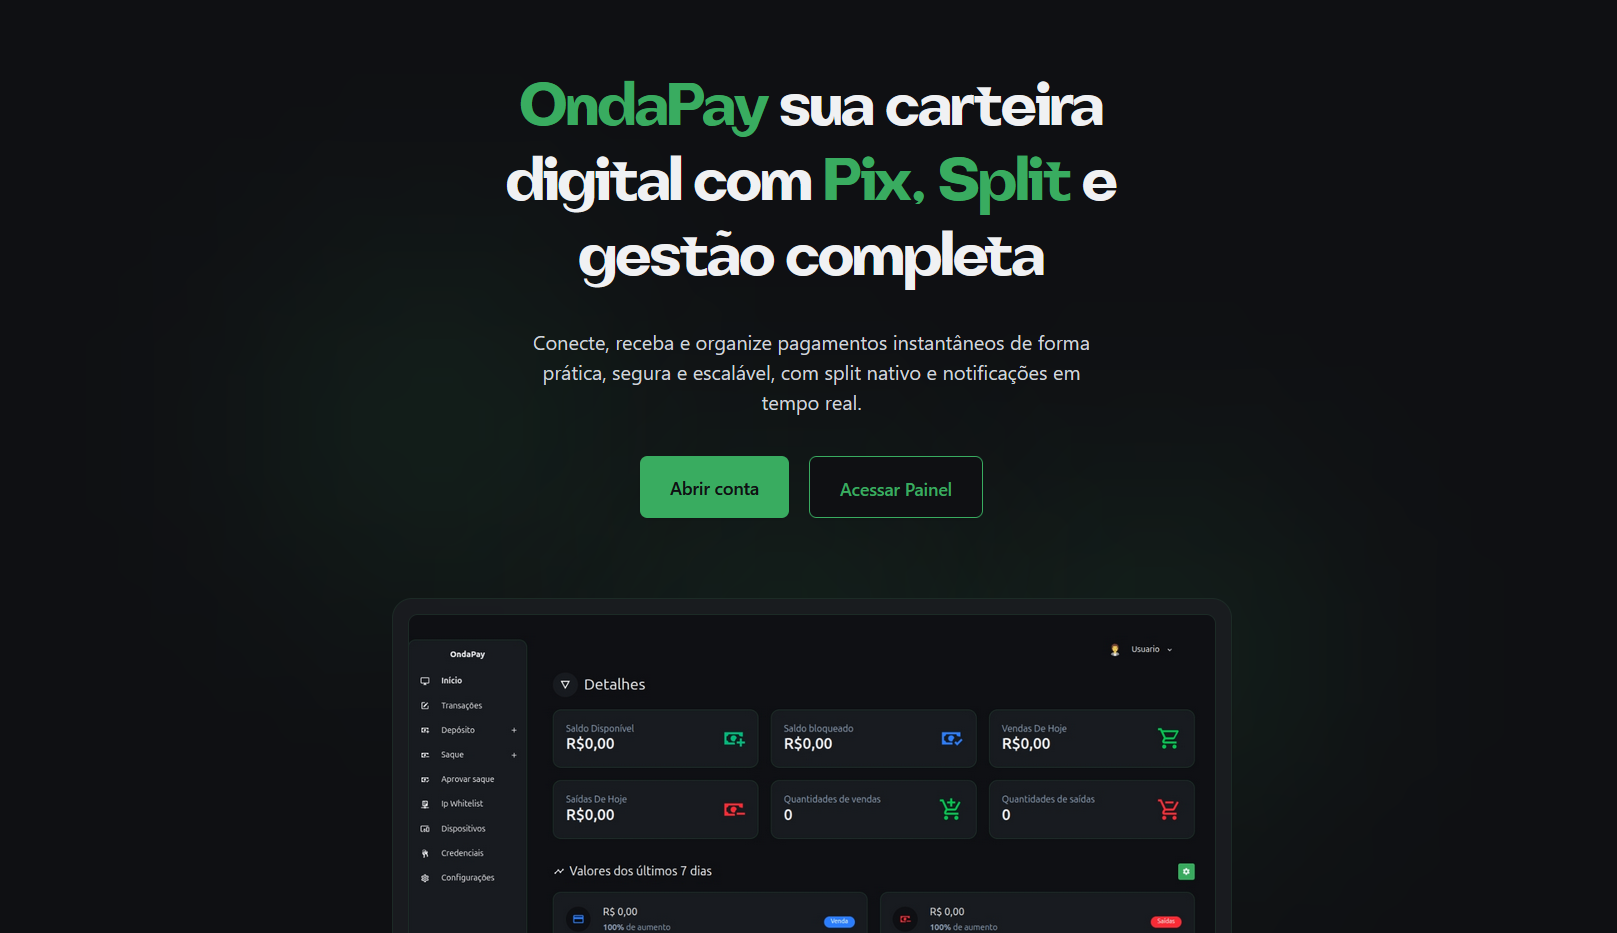 OndaPay sua carteira
digital com Pix, Split e
gestão completa
Conecte, receba e organize pagamentos instantâneos de forma
prática, segura e escalável, com split nativo e notificações em
tempo real.
Abrir conta
Acessar Painel
OndaPay
Início
Transações
Depósito +
Saque +
Aprovar saque
Ip Whitelist
Dispositivos
Credenciais
Configurações
Usuario
Detalhes
Saldo Disponível
R$0,00
Saldo bloqueado
R$0,00
Vendas De Hoje
R$0,00
Saídas De Hoje
R$0,00
Quantidades de vendas
0
Quantidades de saídas
0
Valores dos últimos 7 dias
R$ 0,00
100% de aumento
Venda
R$ 0,00
100% de aumento
Saídas